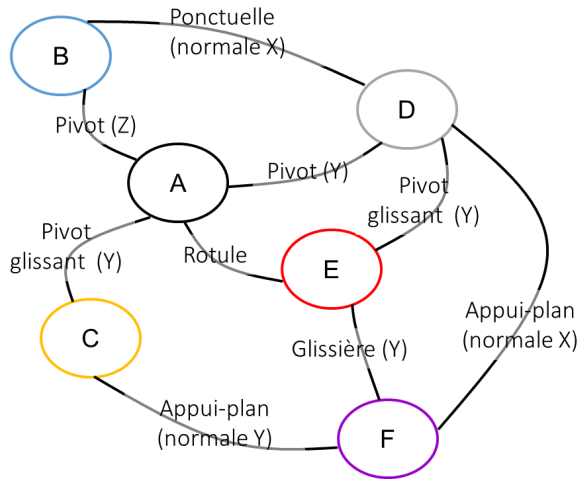 Ponctuelle
(normale X)
B
D
Pivot (Z)
Pivot (Y)
A
Pivot
glissant  (Y)
Pivot
glissant  (Y)
Rotule
E
Appui-plan
(normale X)
C
Glissière (Y)
Appui-plan
(normale Y)
F